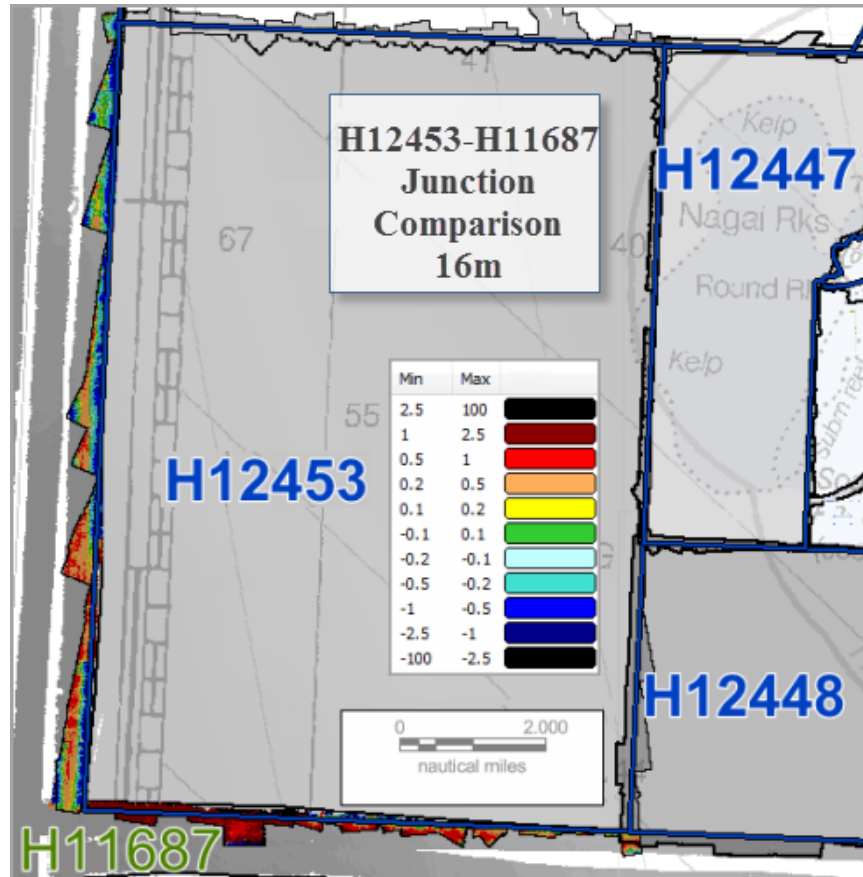 41
H12453-H11687
Junction
Comparison
16m
Kelp
H12447
Nagai Rks
67
40
Round R
Kelp
55
H12453
Min Max
2.5 100
1 2.5
0.5 1
0.2 0.5
0.1 0.2
-0.1 0.1
-0.2 -0.1
-0.5 -0.2
-1 -0.5
-2.5 -1
-100 -2.5
Subm reef
So
H12448
0 2.000
nautical miles
H11687